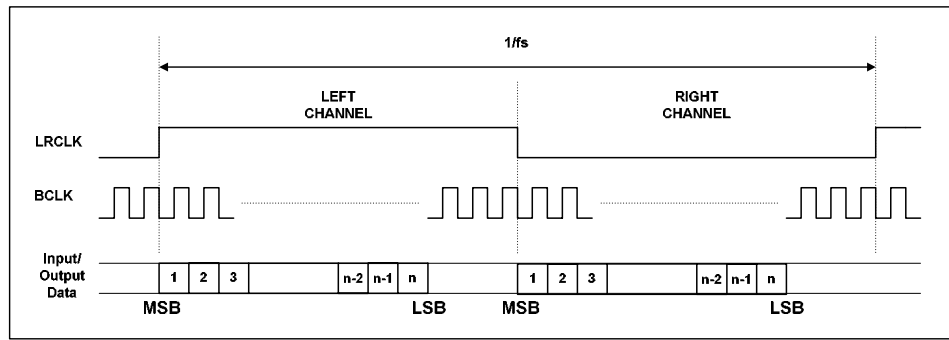 1/fs
LEFT
CHANNEL
RIGHT
CHANNEL
LRCLK
BCLK
Input/
Output
Data
1 2 3 n-2 n-1 n 1 2 3 n-2 n-1 n
MSB LSB MSB LSB